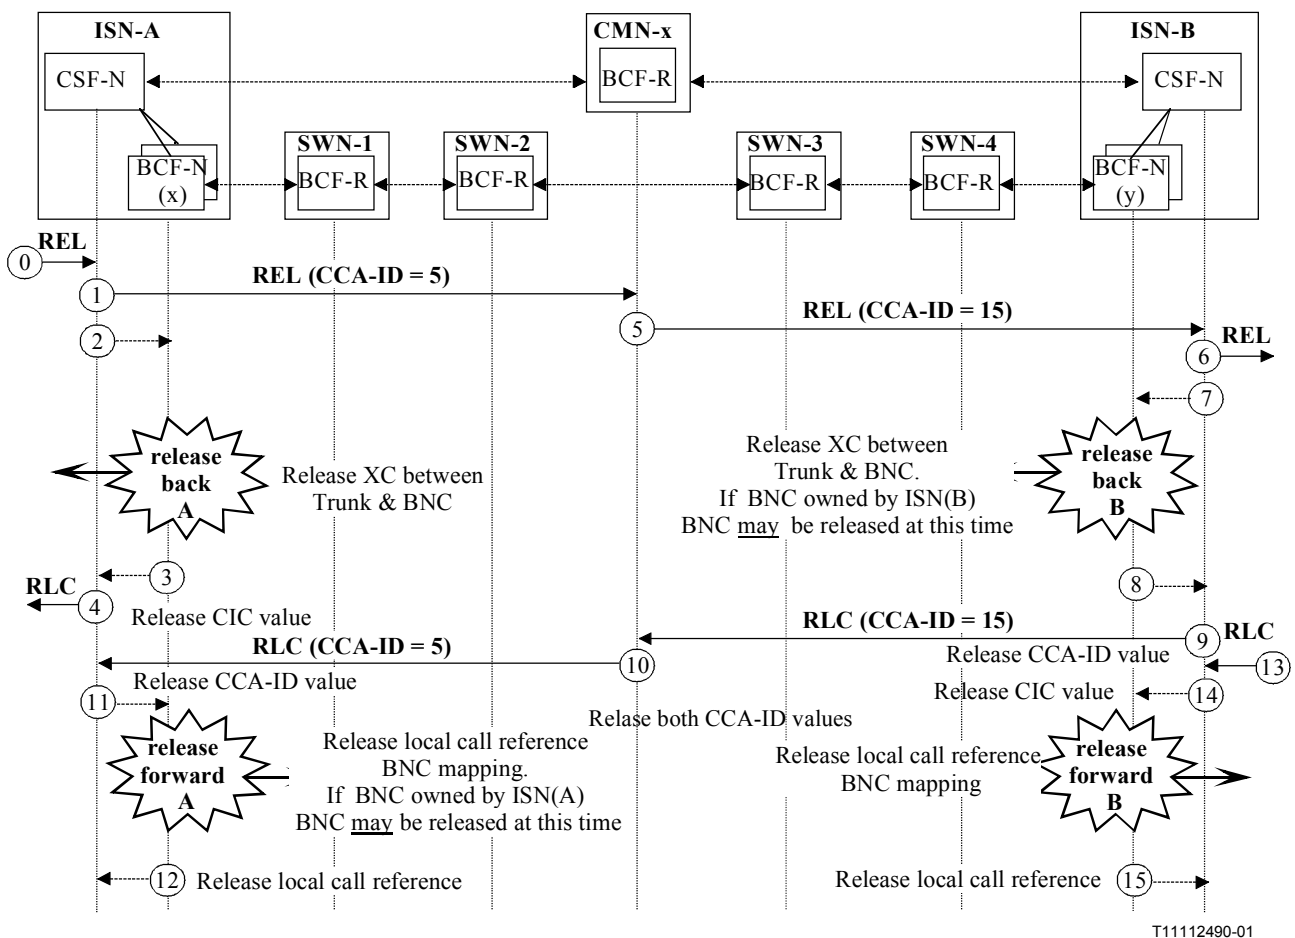 ISN-A
CMN-x
ISN-B
CSF-N
BCF-R
CSF-N
SWN-1
SWN-2
SWN-3
SWN-4
BCF-N
(x)
BCF-R
BCF-R
BCF-R
BCF-R
BCF-N
(y)
0
REL
1
REL (CCA-ID = 5)
5
REL (CCA-ID = 15)
2
6
REL
7
release
back
A
Release XC between
Trunk & BNC
Release XC between
Trunk & BNC.
If BNC owned by ISN(B)
BNC may be released at this time
release
back
B
3
8
RLC
4
Release CIC value
RLC (CCA-ID = 15)
9
RLC
RLC (CCA-ID = 5)
10
Release CCA-ID value
13
Release CCA-ID value
11
Release CIC value
14
Relase both CCA-ID values
release
forward
A
Release local call reference
BNC mapping.
If BNC owned by ISN(A)
BNC may be released at this time
Release local call reference
BNC mapping
release
forward
B
12
Release local call reference
Release local call reference
15
T11112490-01